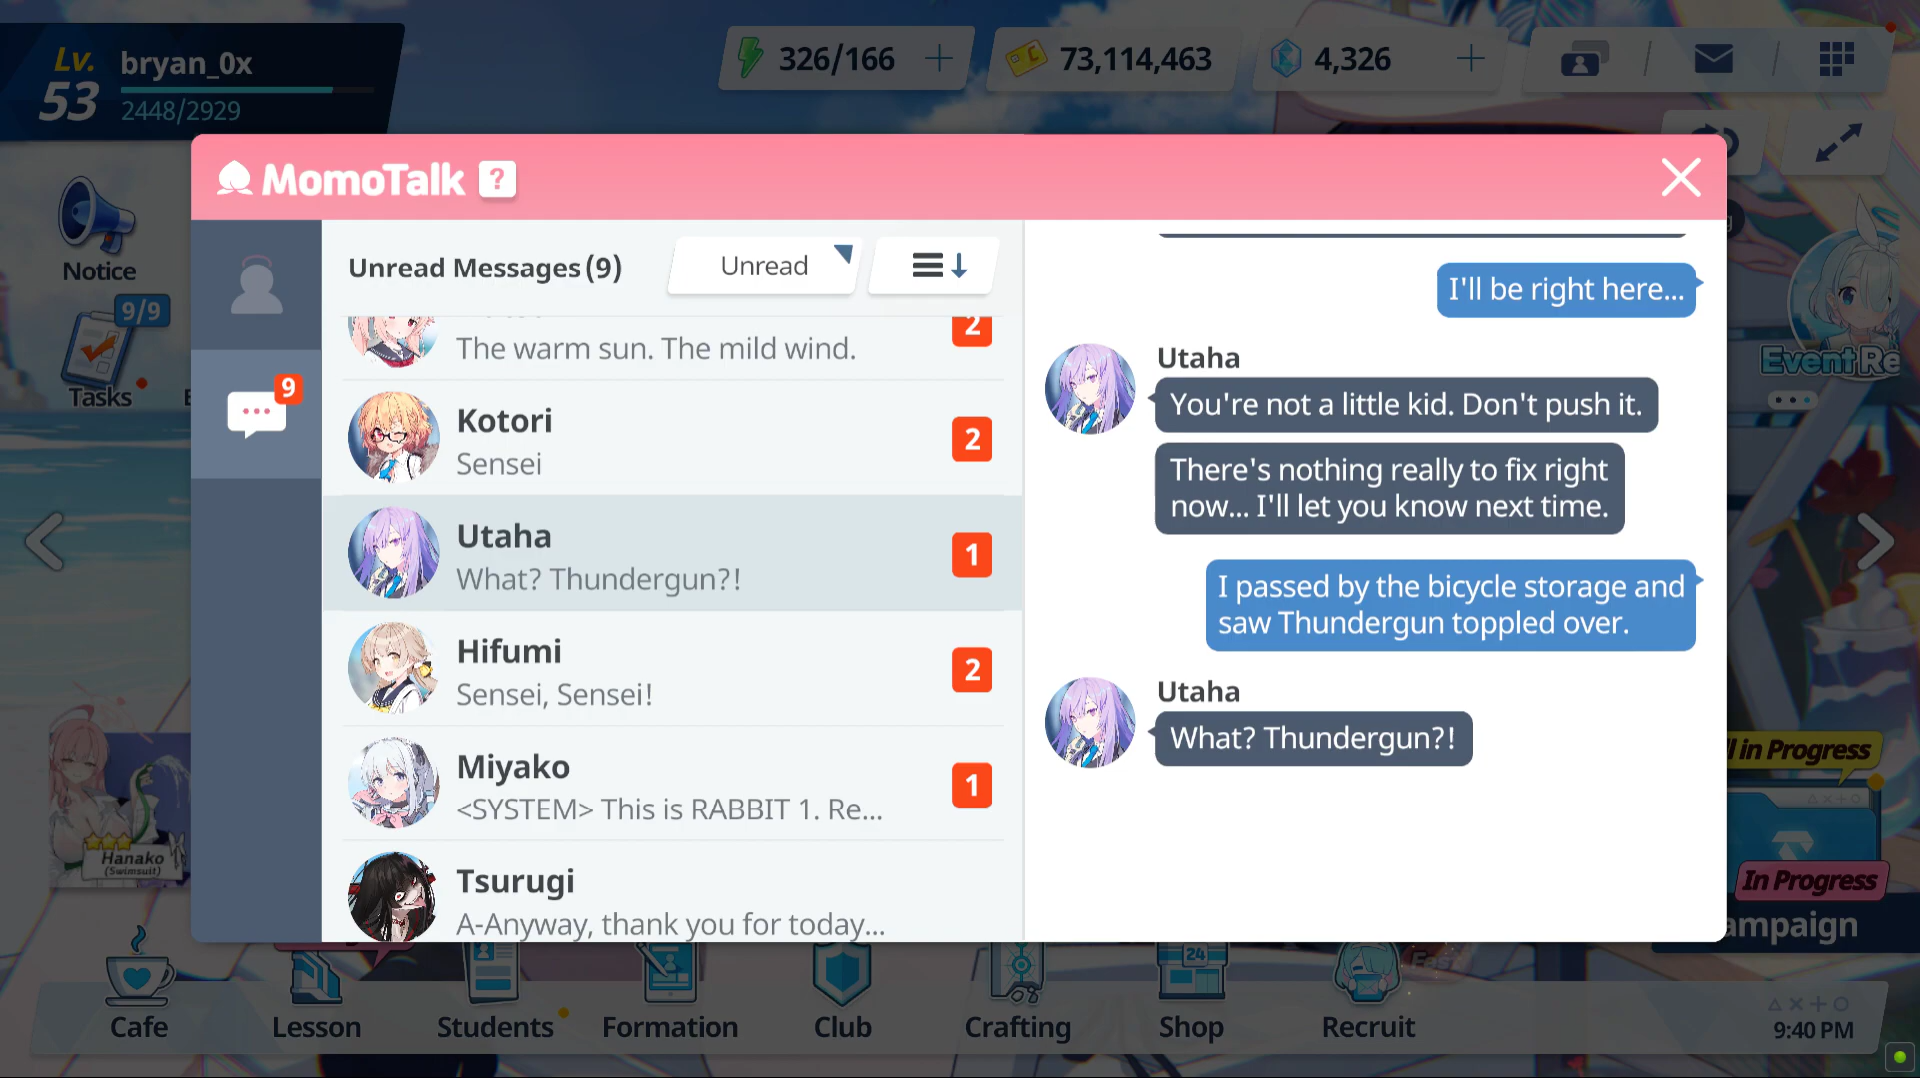 Lv.
53
bryan_0x
2448/2929
326/166
73,114,463
4,326
Notice
9/9
Tasks
MomoTalk ?
9
Unread Messages (9)
Unread
The warm sun. The mild wind.
2
Kotori
Sensei
2
Utaha
What? Thundergun?!
1
Hifumi
Sensei, Sensei!
2
Miyako
<SYSTEM> This is RABBIT 1. Re...
1
Tsurugi
A-Anyway, thank you for today...
I'll be right here...
Utaha
You're not a little kid. Don't push it.
There's nothing really to fix right
now... I'll let you know next time.
I passed by the bicycle storage and
saw Thundergun toppled over.
Utaha
What? Thundergun?!
Event Re
in Progress
In Progress
ampaign
Hanako
(Swimsuit)
Cafe
Lesson
Students
Formation
Club
Crafting
24
Shop
Recruit
9:40 PM